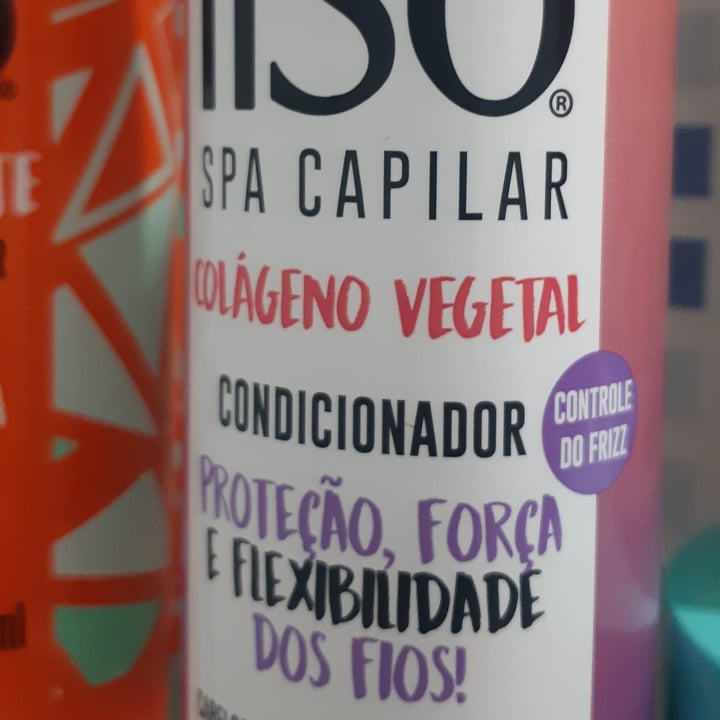 SPA CAPILAR
COLÁGENO VEGETAL
CONDICIONADOR
CONTROLE
DO FRIZZ
PROTEÇÃO, FORÇA
E FLEXIBILIDADE
DOS FIOS!